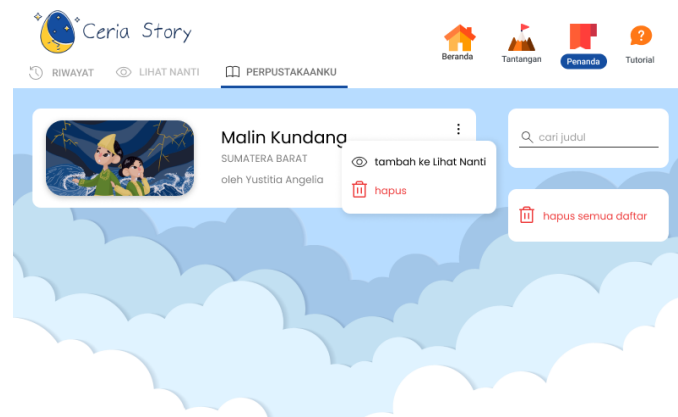 Ceria Story
Beranda
Tantangan
Penanda
Tutorial
RIWAYAT
LIHAT NANTI
PERPUSTAKAANKU
Malin Kundang
SUMATERA BARAT
oleh Yustitia Angelia
tambah ke Lihat Nanti
hapus
cari judul
hapus semua daftar